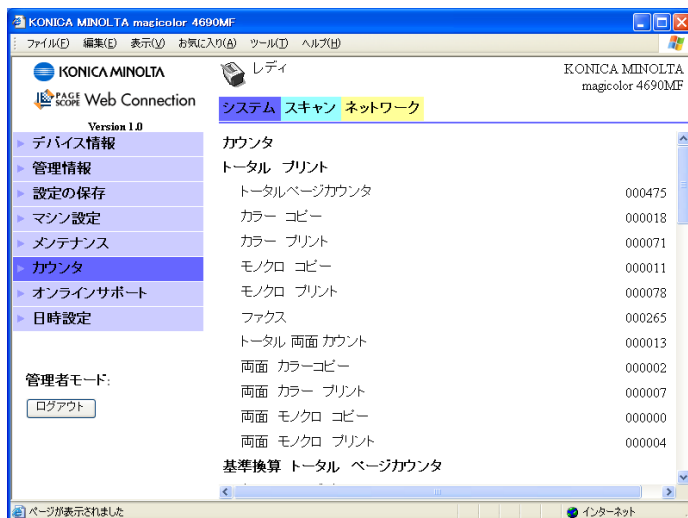 KONICA MINOLTA magicolor 4690MF
ファイル(F) 編集(E) 表示(V) お気に入り(A) ツール(T) ヘルプ(H)
KONICA MINOLTA
レディ
KONICA MINOLTA
magicolor 4690MF
PAGE SCOPE Web Connection
Version 1.0
システム スキャン ネットワーク
デバイス情報
管理情報
設定の保存
マシン設定
メンテナンス
カウンタ
オンラインサポート
日時設定
管理者モード:
ログアウト
カウンタ
トータル プリント
トータルページカウンタ 000475
カラー コピー 000018
カラー プリント 000071
モノクロ コピー 000011
モノクロ プリント 000078
ファクス 000265
トータル 両面 カウント 000013
両面 カラーコピー 000002
両面 カラー プリント 000007
両面 モノクロ コピー 000000
両面 モノクロ プリント 000004
基準換算 トータル ページカウンタ
ページが表示されました
インターネット